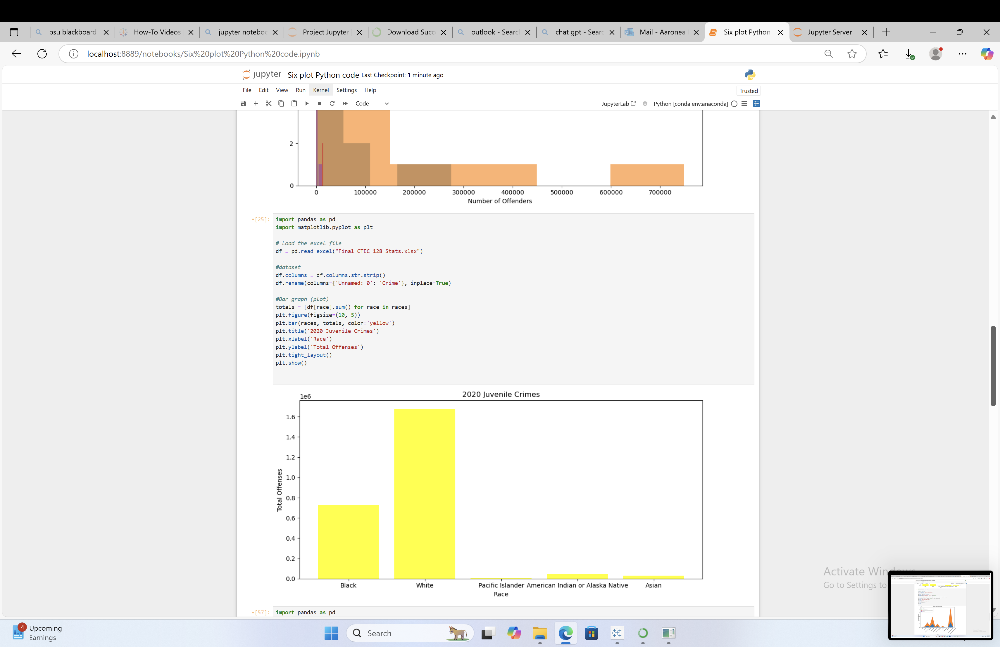 bsu blackboard
How-To Videos
jupyter noteboo
Project Jupyter
Download Succ
outlook - Searc
chat gpt - Searc
Mail - Aaronea
Six plot Python
Jupyter Server
localhost:8889/notebooks/Six%20plot%20Python%20code.ipynb
jupyter Six plot Python code Last Checkpoint: 1 minute ago
File Edit View Run Kernel Settings Help
Trusted
Code
JupyterLab Python [conda env:anaconda]
2
0
0 100000 200000 300000 400000 500000 600000 700000
Number of Offenders
*[25]:
import pandas as pd
import matplotlib.pyplot as plt
# Load the excel file
df = pd.read_excel("Final CTEC 128 Stats.xlsx")
#dataset
df.columns = df.columns.str.strip()
df.rename(columns={'Unnamed: 0': 'Crime'}, inplace=True)
#Bar graph (plot)
totals = [df[race].sum() for race in races]
plt.figure(figsize=(10, 5))
plt.bar(races, totals, color='yellow')
plt.title('2020 Juvenile Crimes')
plt.xlabel('Race')
plt.ylabel('Total Offenses')
plt.tight_layout()
plt.show()
2020 Juvenile Crimes
1e6
1.6
1.4
1.2
1.0
0.8
0.6
0.4
0.2
0.0
Total Offenses
Black White Pacific Islander American Indian or Alaska Native Asian
Race
*[57]: import pandas as pd
Activate Windows
Go to Settings to
4
Upcoming
Earnings
Search